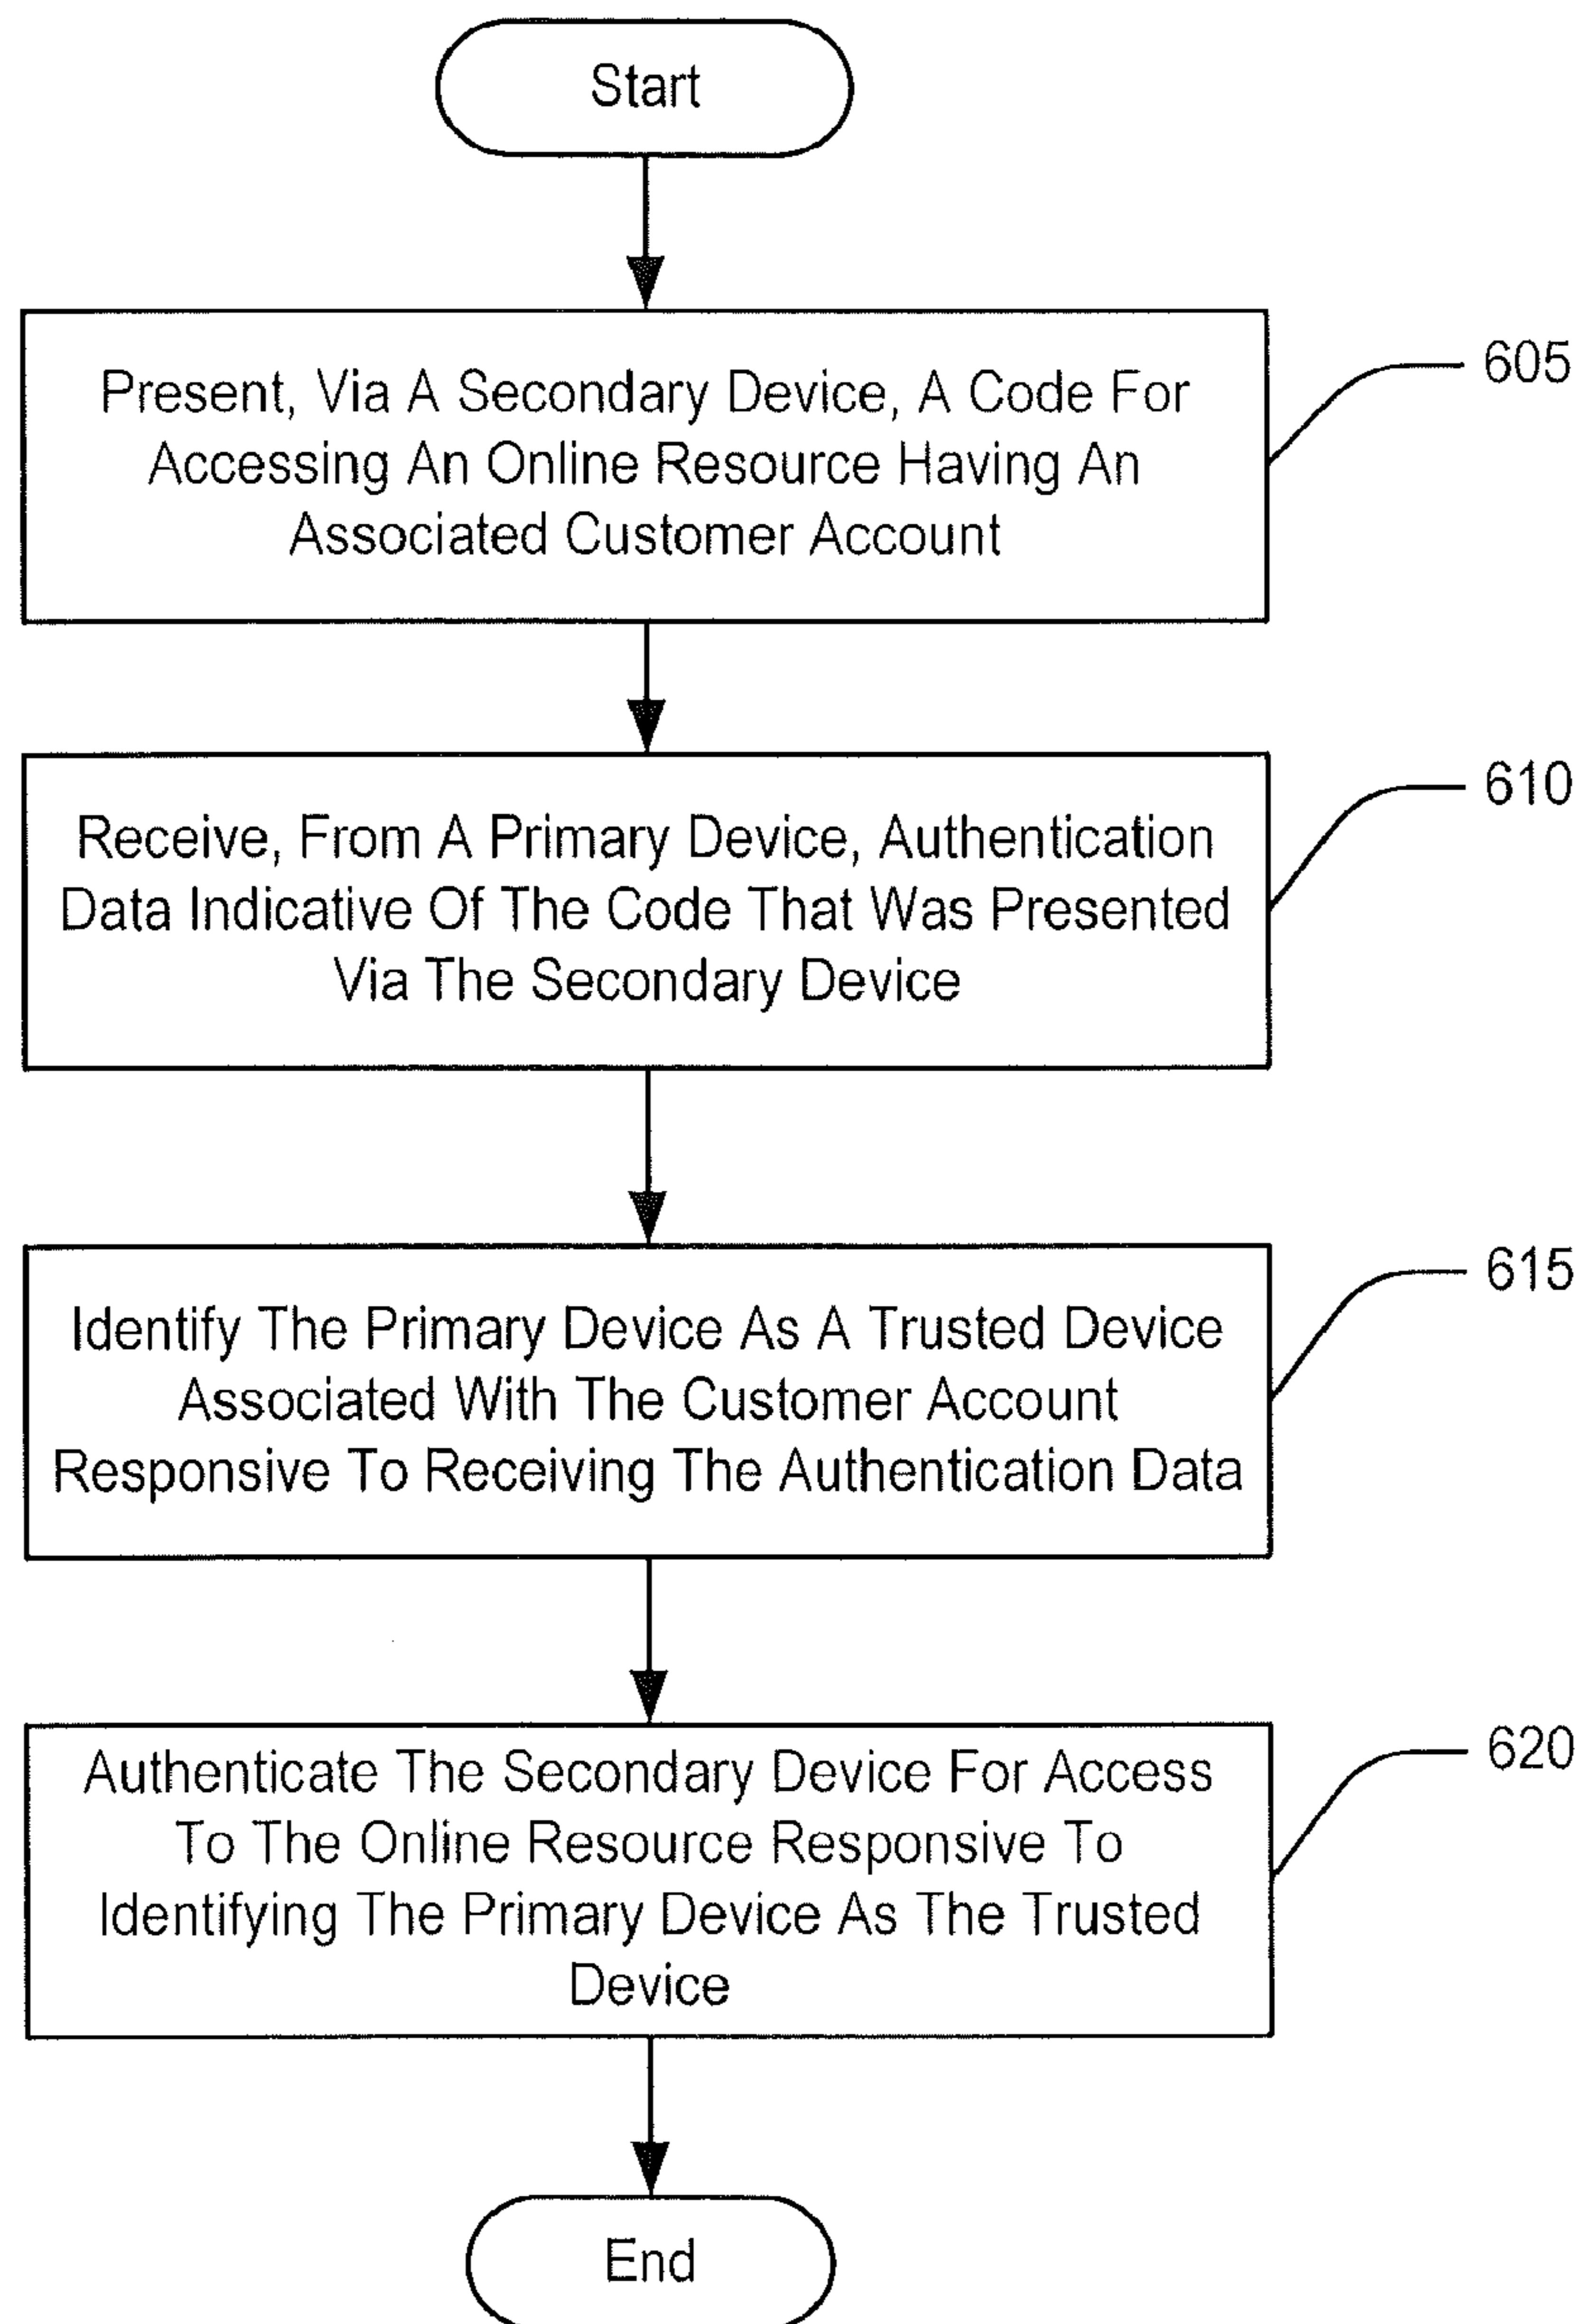 Start
Present, Via A Secondary Device, A Code For
Accessing An Online Resource Having An
Associated Customer Account
605
Receive, From A Primary Device, Authentication
Data Indicative Of The Code That Was Presented
Via The Secondary Device
610
Identify The Primary Device As A Trusted Device
Associated With The Customer Account
Responsive To Receiving The Authentication Data
615
Authenticate The Secondary Device For Access
To The Online Resource Responsive To
Identifying The Primary Device As The Trusted
Device
620
End